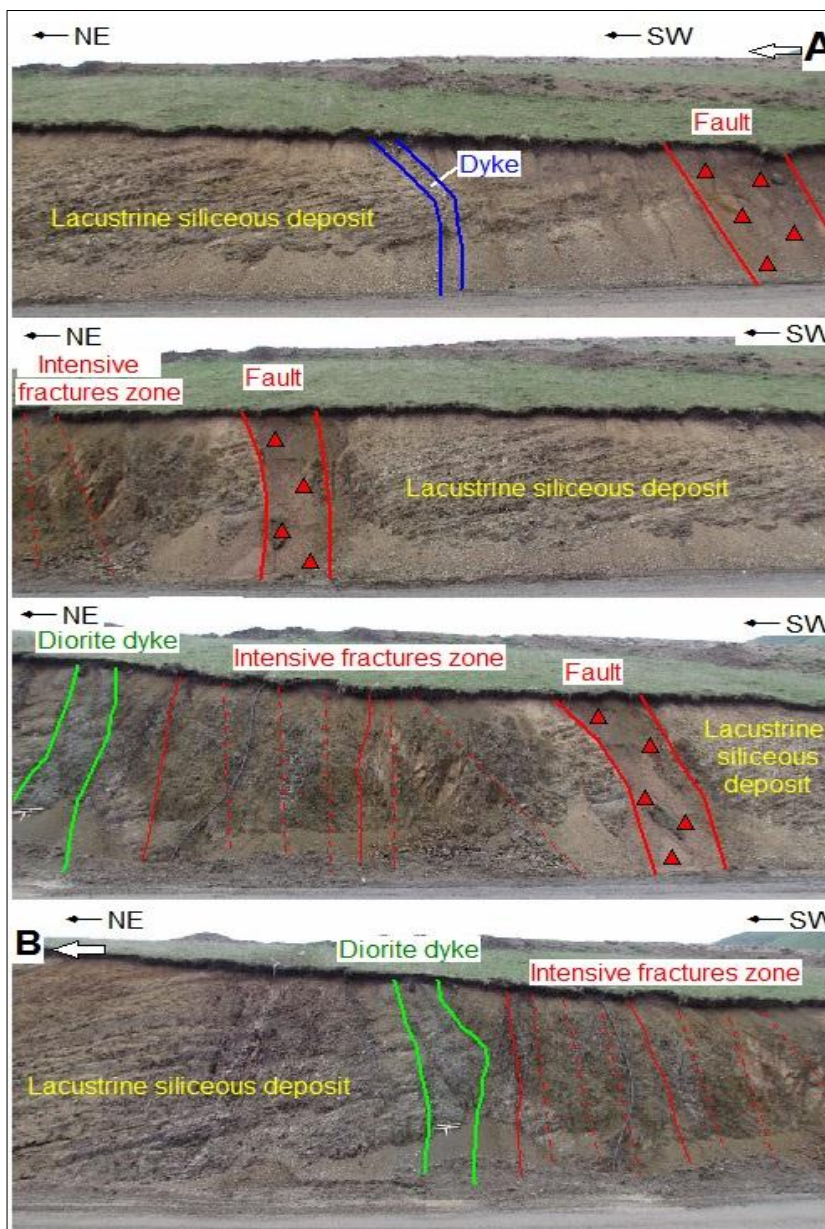 NE SW A
Fault
Dyke
Lacustrine siliceous deposit
NE SW
Intensive
fractures zone
Fault
Lacustrine siliceous deposit
NE SW
Diorite dyke
Intensive fractures zone
Fault
Lacustrine
siliceous
deposit
NE SW
B
Diorite dyke
Intensive fractures zone
Lacustrine siliceous deposit